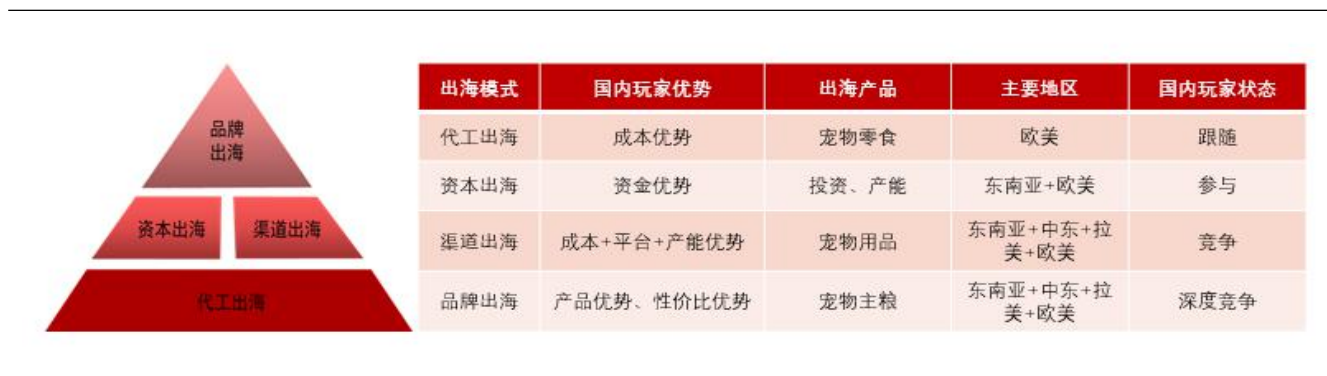 品牌
出海
资本出海
渠道出海
代工出海
出海模式 国内玩家优势 出海产品 主要地区 国内玩家状态
代工出海 成本优势 宠物零食 欧美 跟随
资本出海 资金优势 投资、产能 东南亚+欧美 参与
渠道出海 成本+平台+产能优势 宠物用品 东南亚+中东+拉
美+欧美 竞争
品牌出海 产品优势、性价比优势 宠物主粮 东南亚+中东+拉
美+欧美 深度竞争